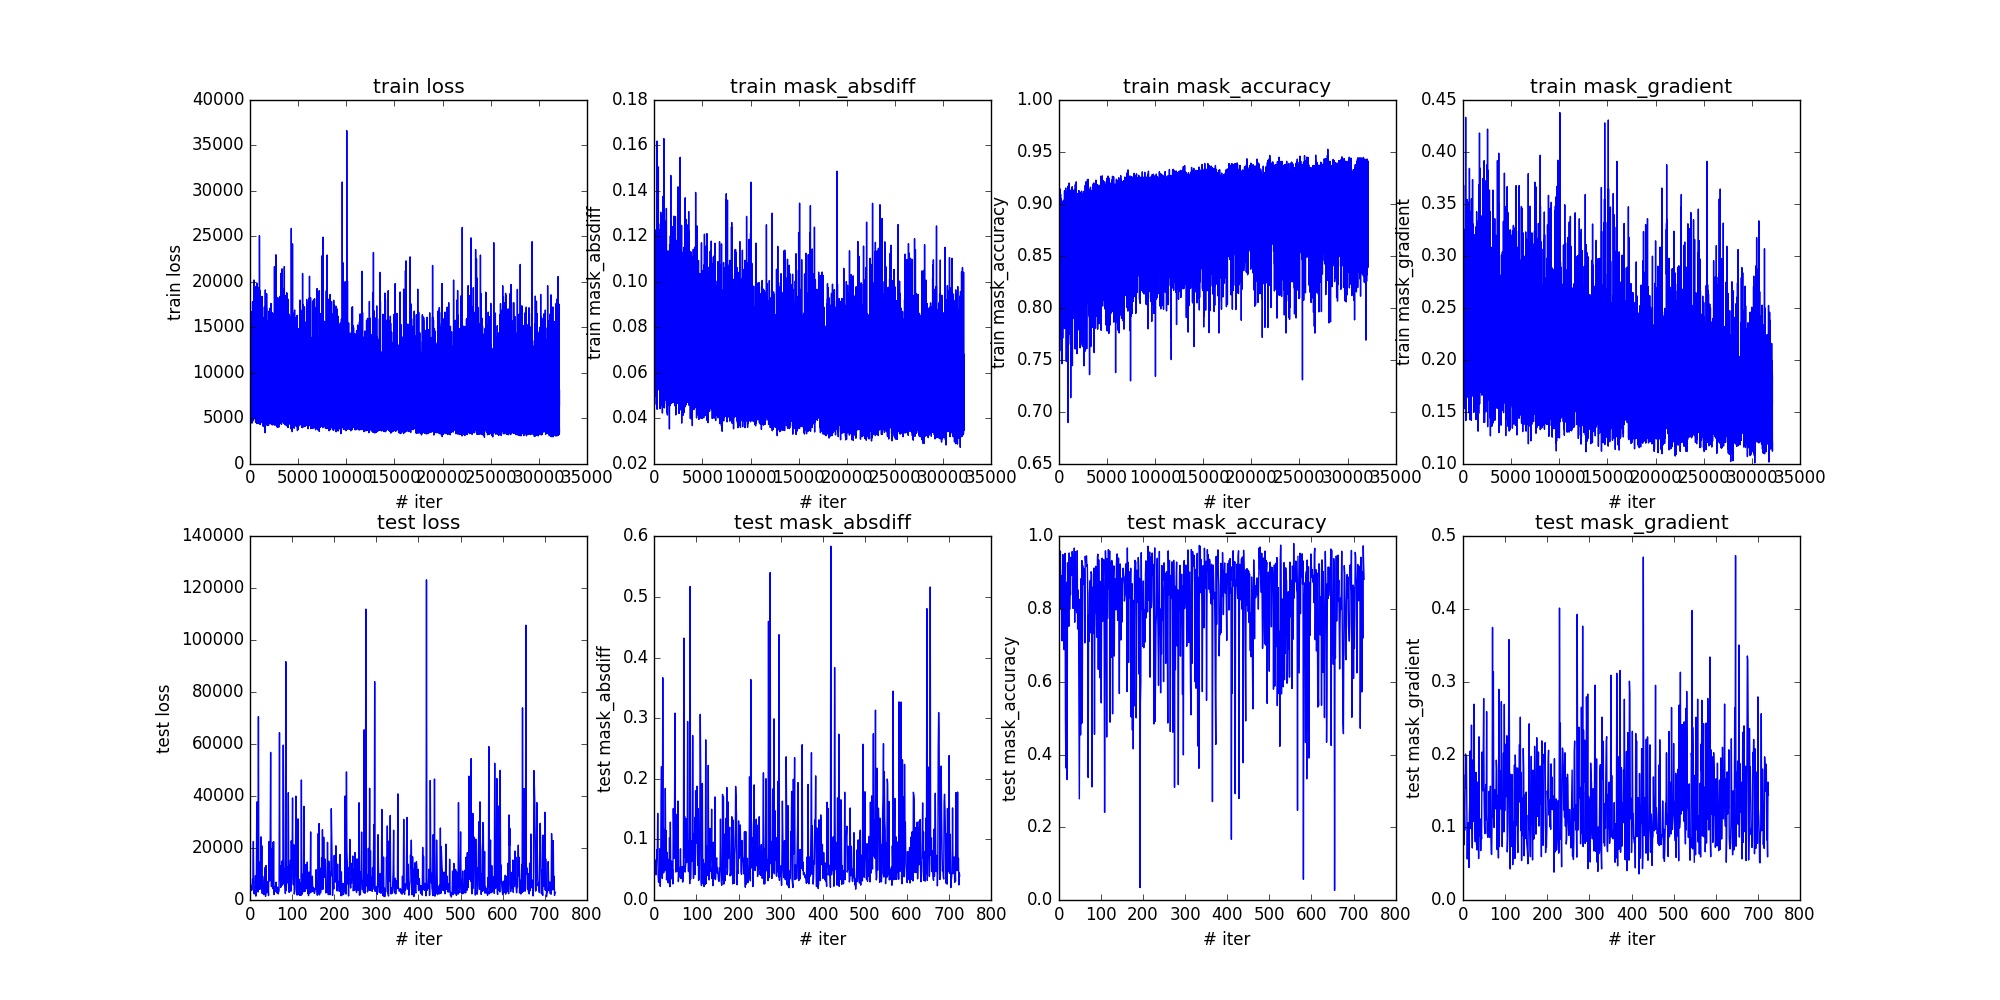 train loss
train mask_absdiff
train mask_accuracy
train mask_gradient
40000
35000
30000
25000
20000
15000
10000
5000
0
train loss
0 5000 10000 15000 20000 25000 30000 35000
# iter
0.18
0.16
0.14
0.12
0.10
0.08
0.06
0.04
0.02
train mask_absdiff
0 5000 10000 15000 20000 25000 30000 35000
# iter
1.00
0.95
0.90
0.85
0.80
0.75
0.70
0.65
train mask_accuracy
0 5000 10000 15000 20000 25000 30000 35000
# iter
0.45
0.40
0.35
0.30
0.25
0.20
0.15
0.10
train mask_gradient
0 5000 10000 15000 20000 25000 30000 35000
# iter
test loss
test mask_absdiff
test mask_accuracy
test mask_gradient
140000
120000
100000
80000
60000
40000
20000
0
test loss
0 100 200 300 400 500 600 700 800
# iter
0.6
0.5
0.4
0.3
0.2
0.1
0.0
test mask_absdiff
0 100 200 300 400 500 600 700 800
# iter
1.0
0.8
0.6
0.4
0.2
0.0
test mask_accuracy
0 100 200 300 400 500 600 700 800
# iter
0.5
0.4
0.3
0.2
0.1
0.0
test mask_gradient
0 100 200 300 400 500 600 700 800
# iter